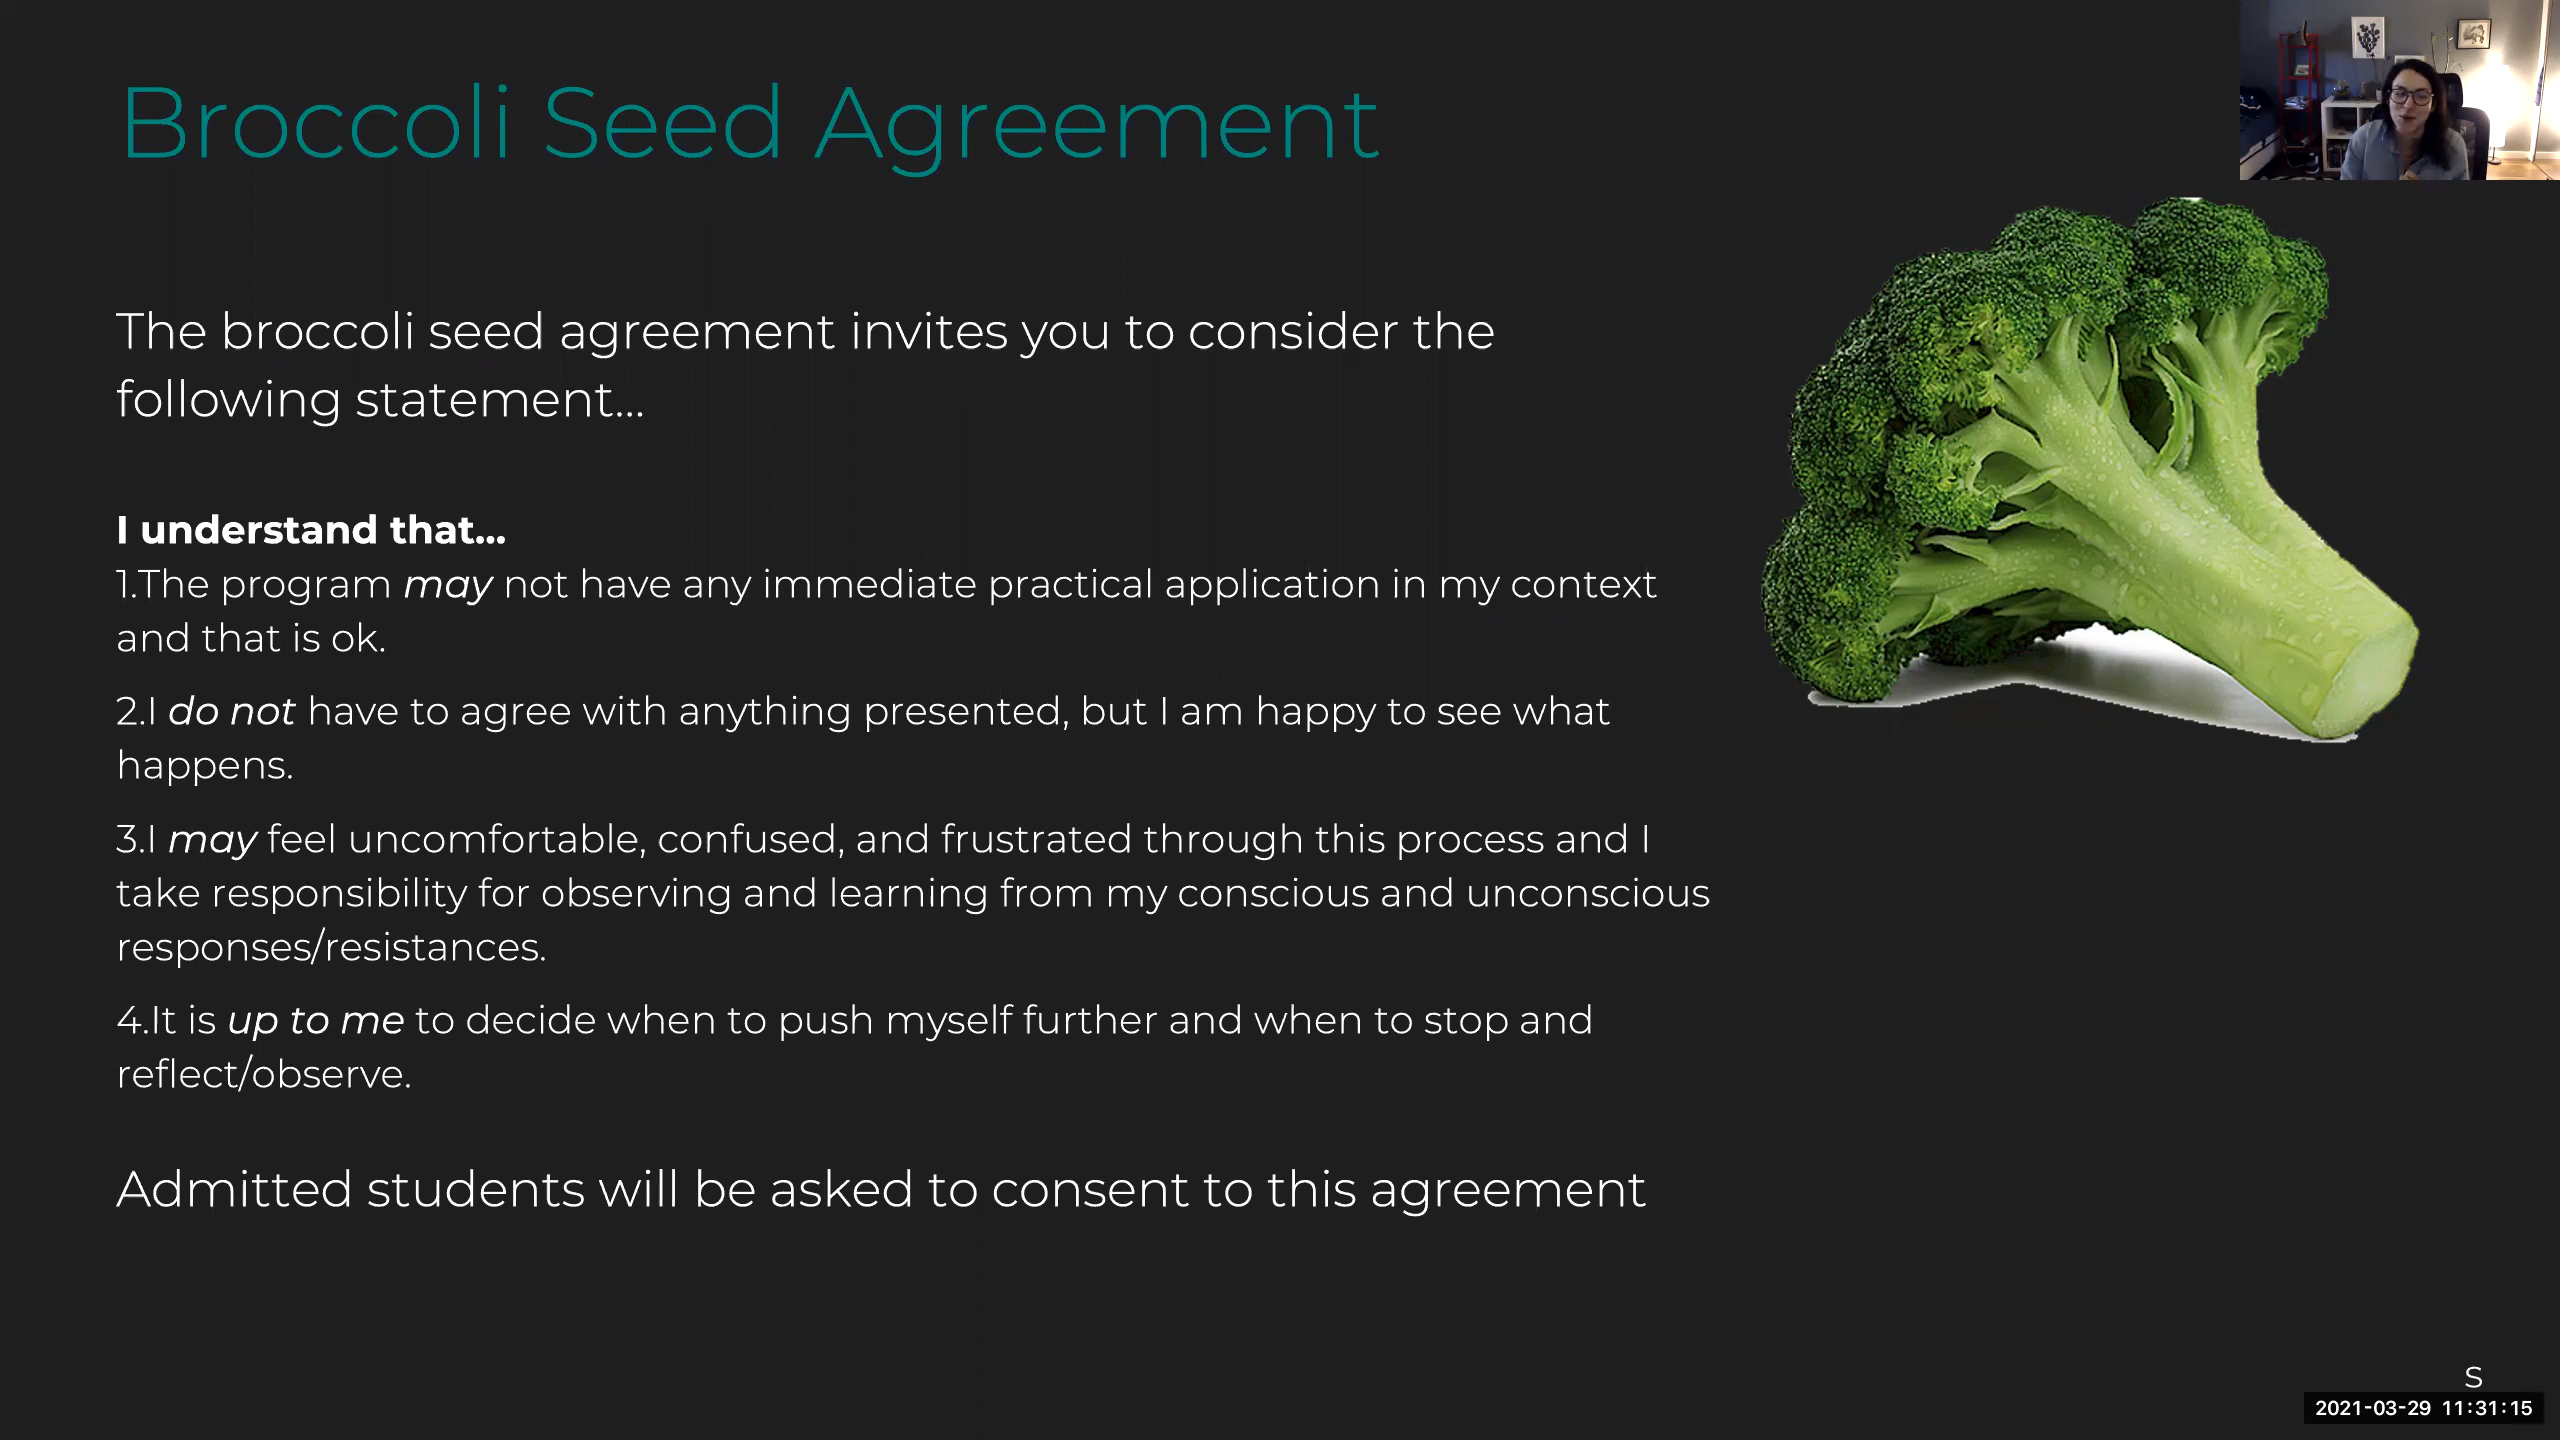 Broccoli Seed Agreement
The broccoli seed agreement invites you to consider the
following statement...
I understand that...
1.The program may not have any immediate practical application in my context
and that is ok.
2.I do not have to agree with anything presented, but I am happy to see what
happens.
3.I may feel uncomfortable, confused, and frustrated through this process and I
take responsibility for observing and learning from my conscious and unconscious
responses/resistances.
4.It is up to me to decide when to push myself further and when to stop and
reflect/observe.
Admitted students will be asked to consent to this agreement
S
2021-03-29 11:31:15